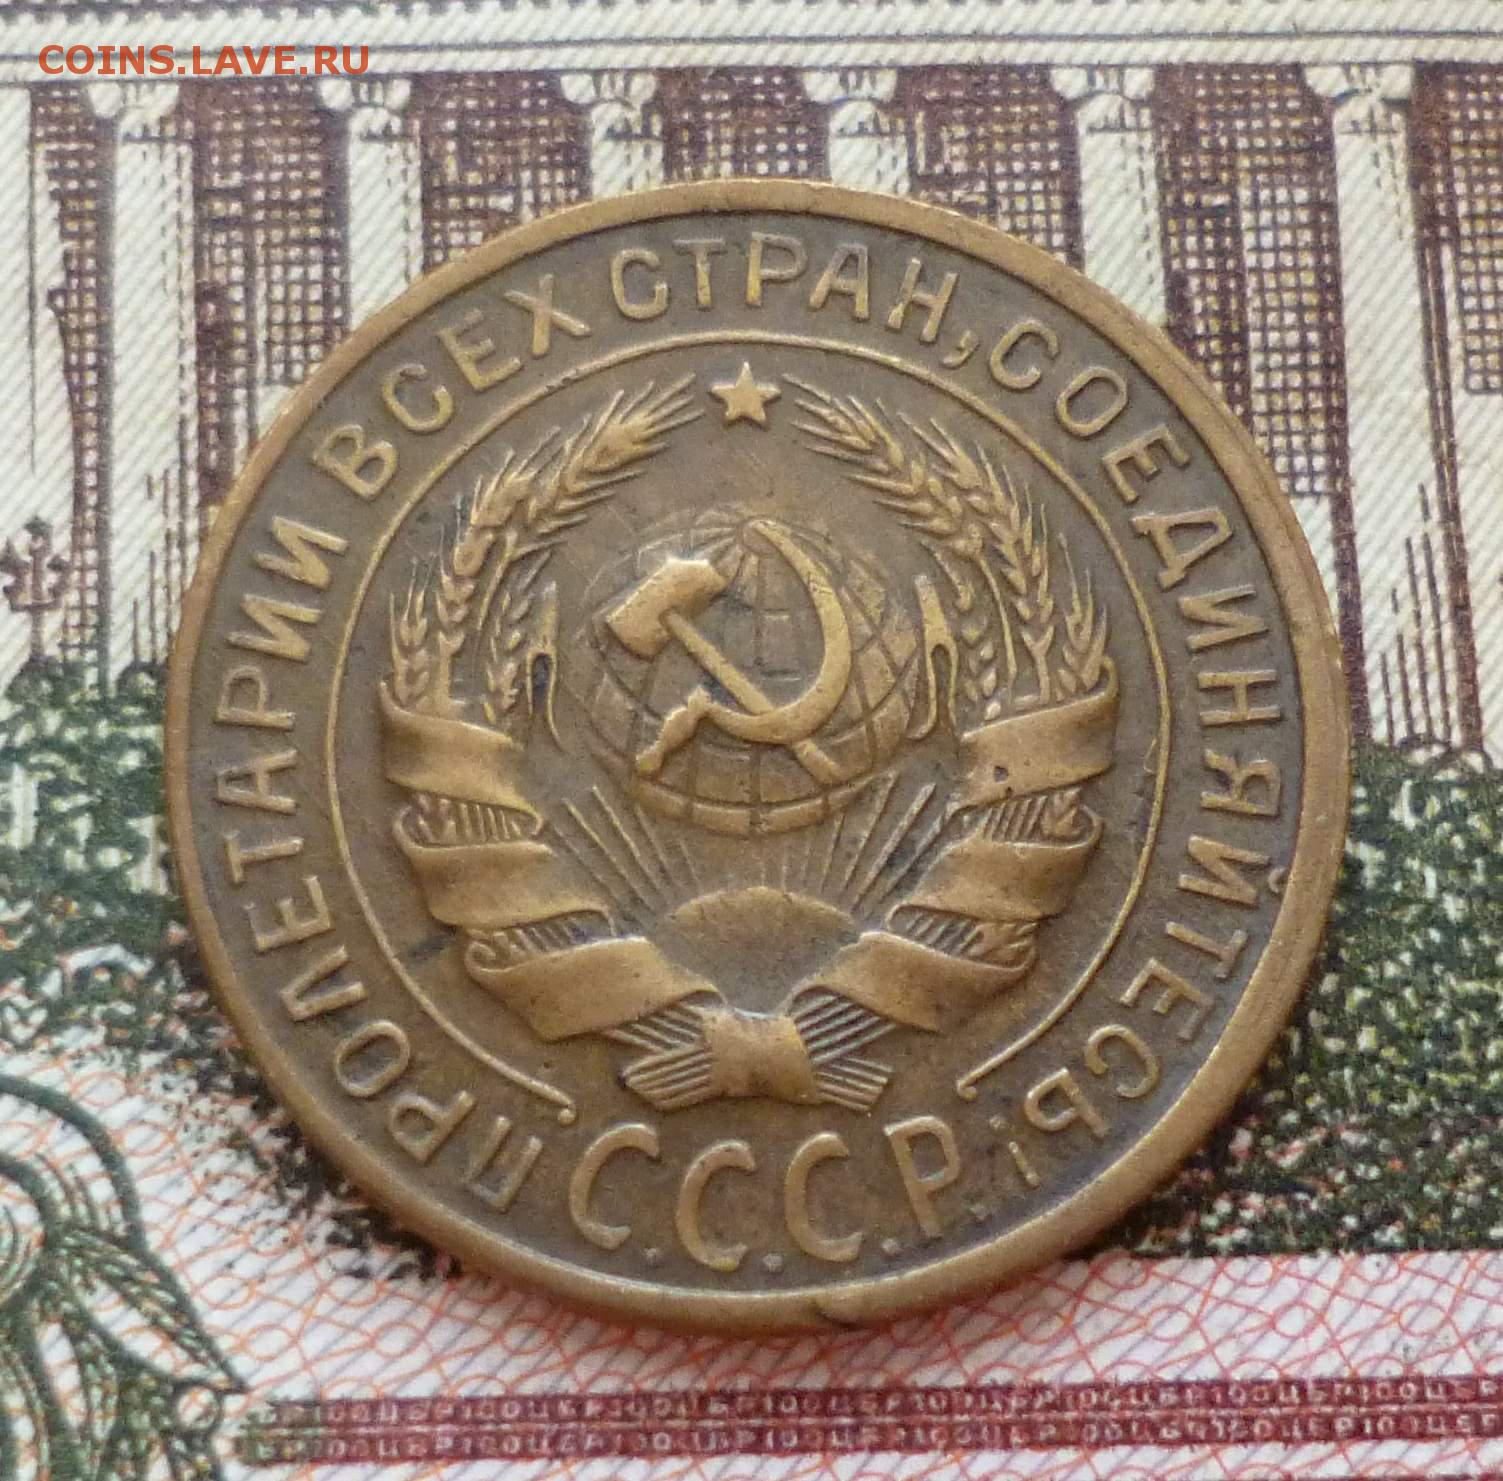 COINS.LAVE.RU
ПРОЛЕТАРИИ ВСЕХ СТРАН, СОЕДИНЯЙТЕСЬ!
С.С.С.Р.